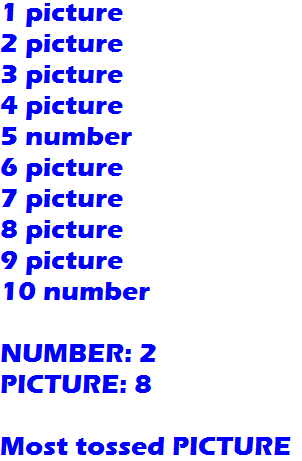 1 picture
2 picture
3 picture
4 picture
5 number
6 picture
7 picture
8 picture
9 picture
10 number
NUMBER: 2
PICTURE: 8
Most tossed PICTURE